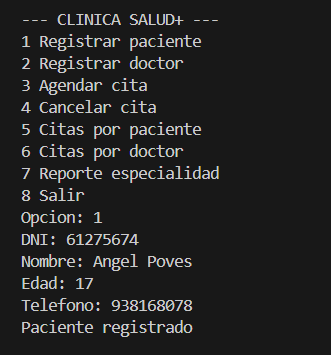 --- CLINICA SALUD+ ---
1 Registrar paciente
2 Registrar doctor
3 Agendar cita
4 Cancelar cita
5 Citas por paciente
6 Citas por doctor
7 Reporte especialidad
8 Salir
Opcion: 1
DNI: 61275674
Nombre: Angel Poves
Edad: 17
Telefono: 938168078
Paciente registrado